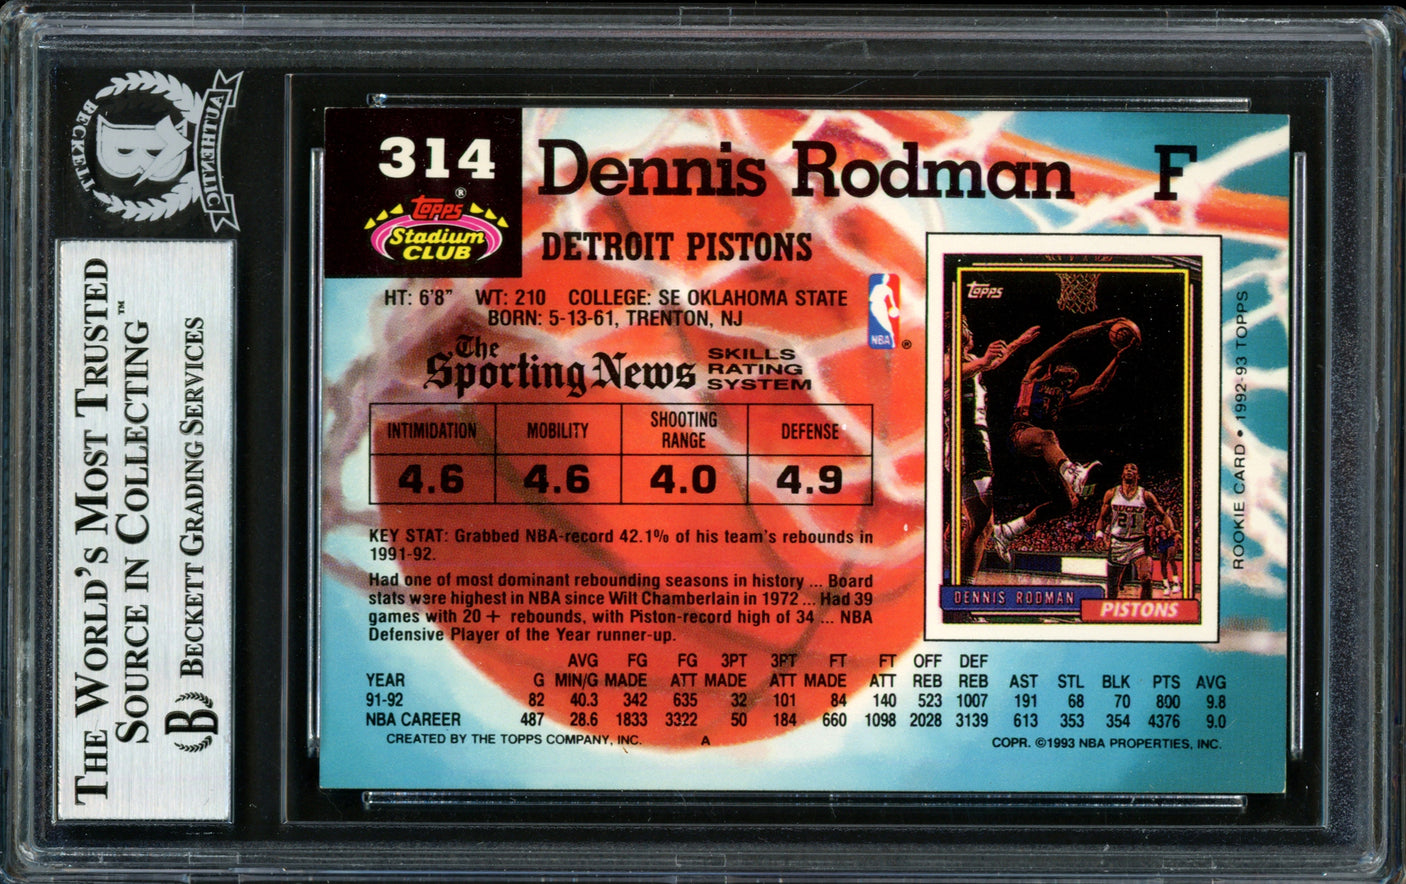 BECKETT
AUTHENTIC
B
THE WORLD'S MOST TRUSTED
SOURCE IN COLLECTING™
B BECKETT GRADING SERVICES
314
Topps®
Stadium
CLUB
Dennis Rodman F
DETROIT PISTONS
HT: 6'8" WT: 210 COLLEGE: SE OKLAHOMA STATE
BORN: 5-13-61, TRENTON, NJ
NBA ®
The
Sporting News
SKILLS
RATING
SYSTEM
INTIMIDATION MOBILITY SHOOTING RANGE DEFENSE
4.6 4.6 4.0 4.9
KEY STAT: Grabbed NBA-record 42.1% of his team's rebounds in
1991-92.
Had one of most dominant rebounding seasons in history ... Board
stats were highest in NBA since Wilt Chamberlain in 1972 ... Had 39
games with 20 + rebounds, with Piston-record high of 34 ... NBA
Defensive Player of the Year runner-up.
AVG FG FG 3PT 3PT FT FT OFF DEF
YEAR G MIN/G MADE ATT MADE ATT MADE ATT REB REB AST STL BLK PTS AVG
91-92 82 40.3 342 635 32 101 84 140 523 1007 191 68 70 800 9.8
NBA CAREER 487 28.6 1833 3322 50 184 660 1098 2028 3139 613 353 354 4376 9.0
CREATED BY THE TOPPS COMPANY, INC. A COPR. ©1993 NBA PROPERTIES, INC.
Topps
BUCKS
21
DENNIS RODMAN
PISTONS
ROOKIE CARD • 1992-93 TOPPS